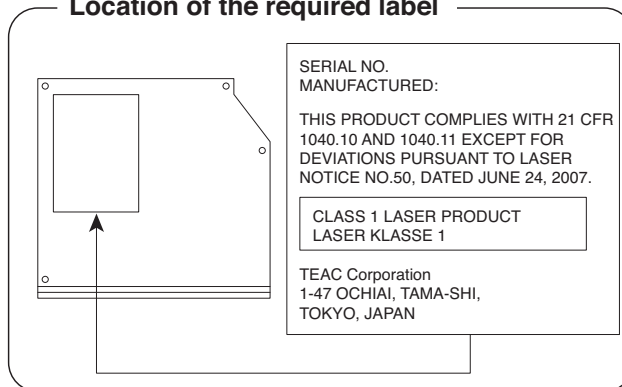 Location of the required label
SERIAL NO.
MANUFACTURED:
THIS PRODUCT COMPLIES WITH 21 CFR
1040.10 AND 1040.11 EXCEPT FOR
DEVIATIONS PURSUANT TO LASER
NOTICE NO.50, DATED JUNE 24, 2007.
CLASS 1 LASER PRODUCT
LASER KLASSE 1
TEAC Corporation
1-47 OCHIAI, TAMA-SHI,
TOKYO, JAPAN